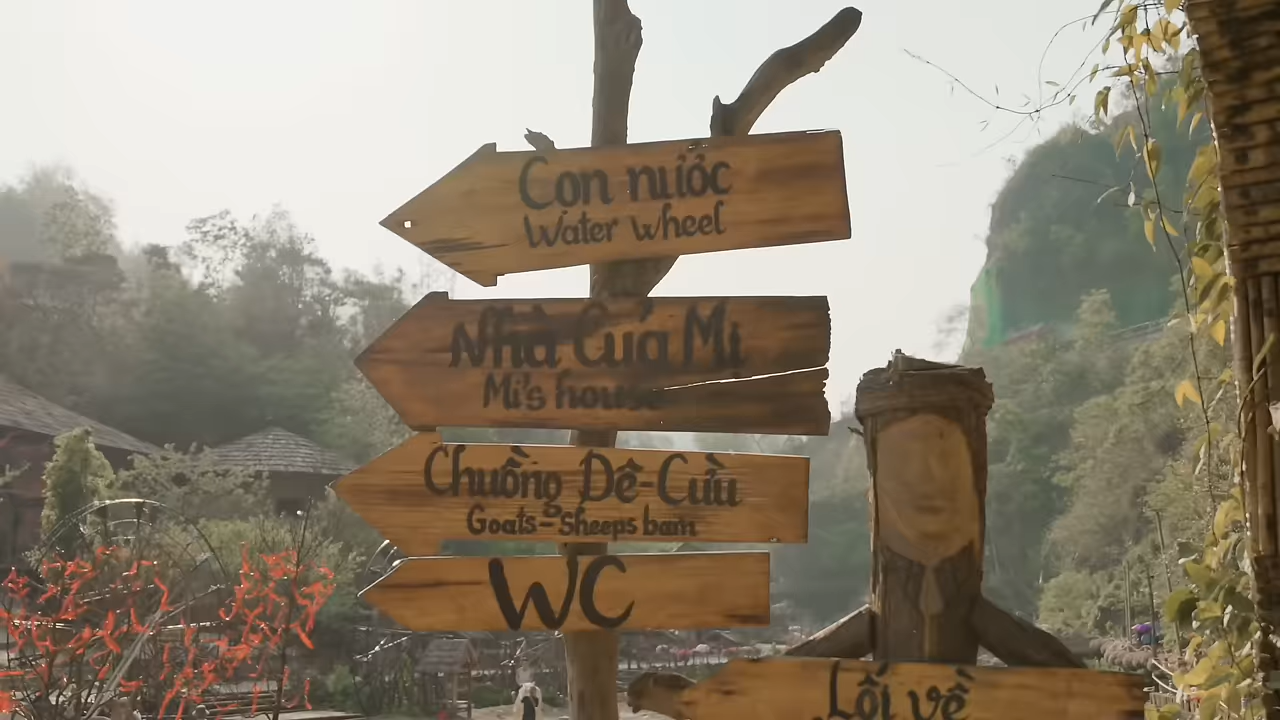 Con nước
Water wheel
Nhà Của Mị
Mi's house
Chuồng Dê-Cừu
Goats-Sheeps barn
WC
Lối về